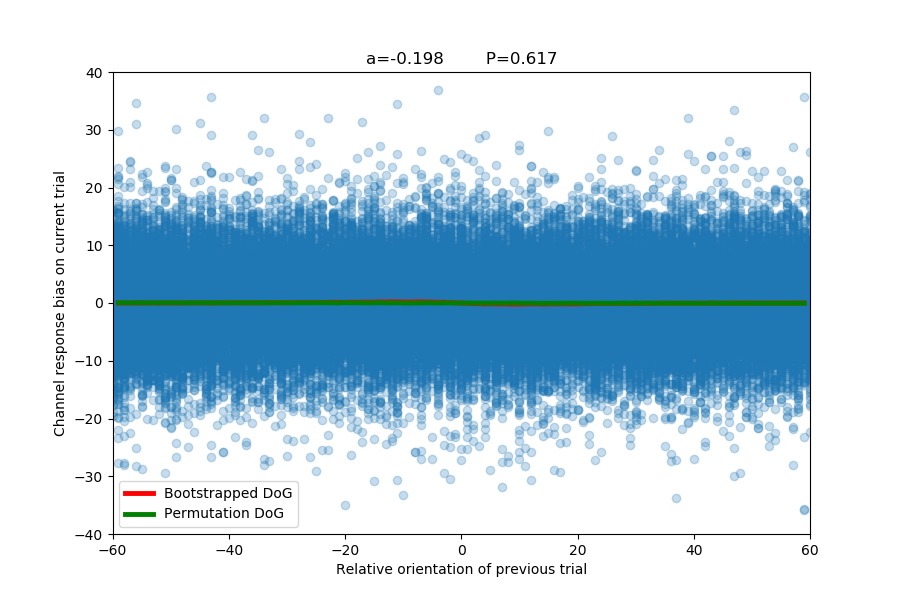 a=-0.198 P=0.617
40
30
20
10
0
−10
−20
−30
−40
Channel response bias on current trial
Bootstrapped DoG
Permutation DoG
−60 −40 −20 0 20 40 60
Relative orientation of previous trial